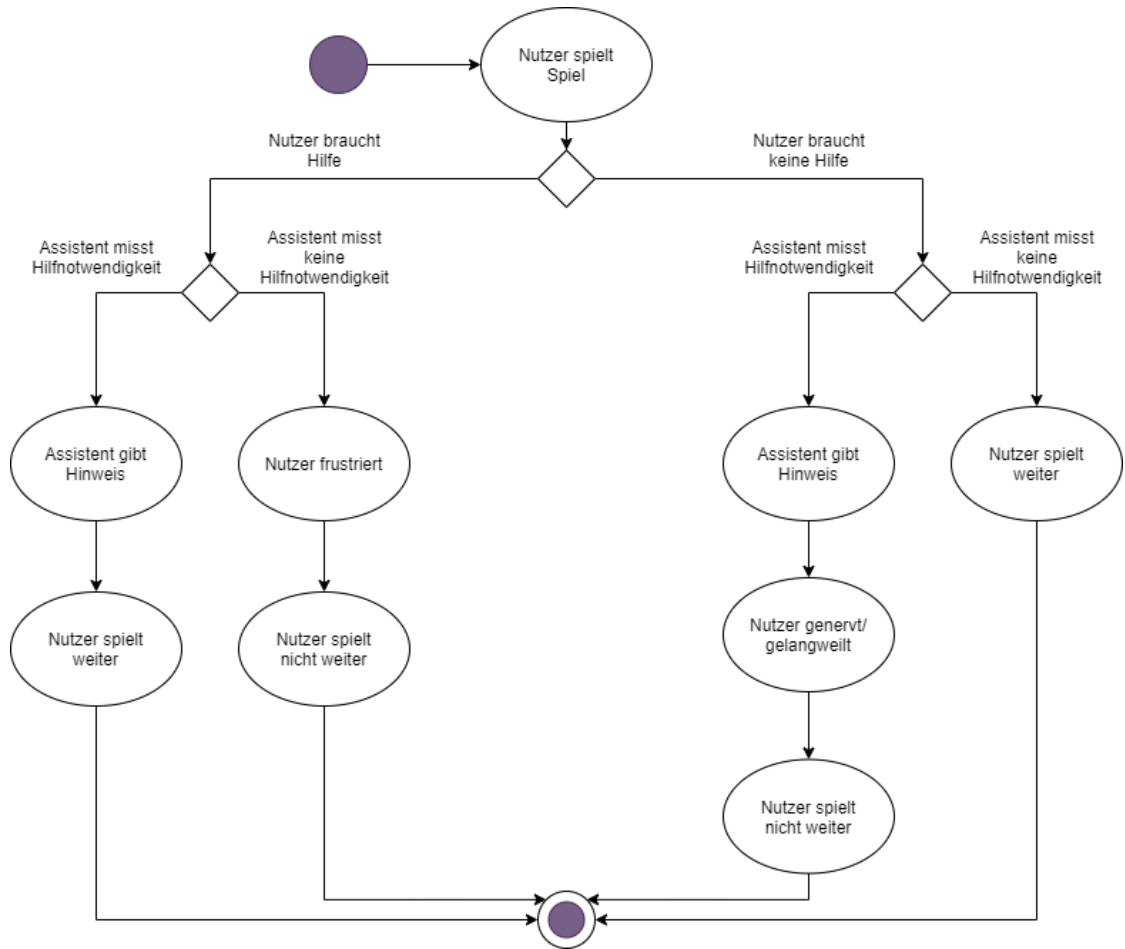 Nutzer spielt
Spiel
Nutzer braucht
Hilfe
Nutzer braucht
keine Hilfe
Assistent misst
Hilfnotwendigkeit
Assistent misst
keine
Hilfnotwendigkeit
Assistent misst
Hilfnotwendigkeit
Assistent misst
keine
Hilfnotwendigkeit
Assistent gibt
Hinweis
Nutzer frustriert
Assistent gibt
Hinweis
Nutzer spielt
weiter
Nutzer spielt
weiter
Nutzer spielt
nicht weiter
Nutzer genervt/
gelangweilt
Nutzer spielt
nicht weiter